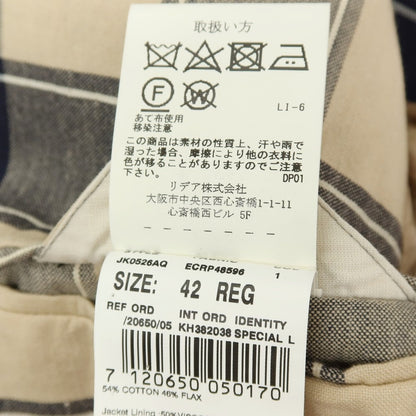 取扱い方
F W
LI-6
あて布使用
移染注意
この商品は素材の性質上、汗や雨で
湿った場合、摩擦により他の衣料に
色が移ることがありますのでご注意
下さい。
DP01
リデア株式会社
大阪市中央区西心斎橋1-1-11
心斎橋西ビル 5F
JK0526AQ ECRP48596 1
SIZE: 42 REG
REF ORD INT ORD IDENTITY
/20650/05 KH382038 SPECIAL L
7 120650 050170
54% COTTON 46% FLAX
Jacket Lining :50%